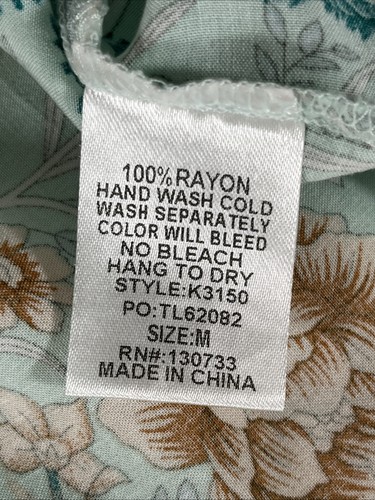 100% RAYON
HAND WASH COLD
WASH SEPARATELY
COLOR WILL BLEED
NO BLEACH
HANG TO DRY
STYLE:K3150
PO:TL62082
SIZE:M
RN#:130733
MADE IN CHINA